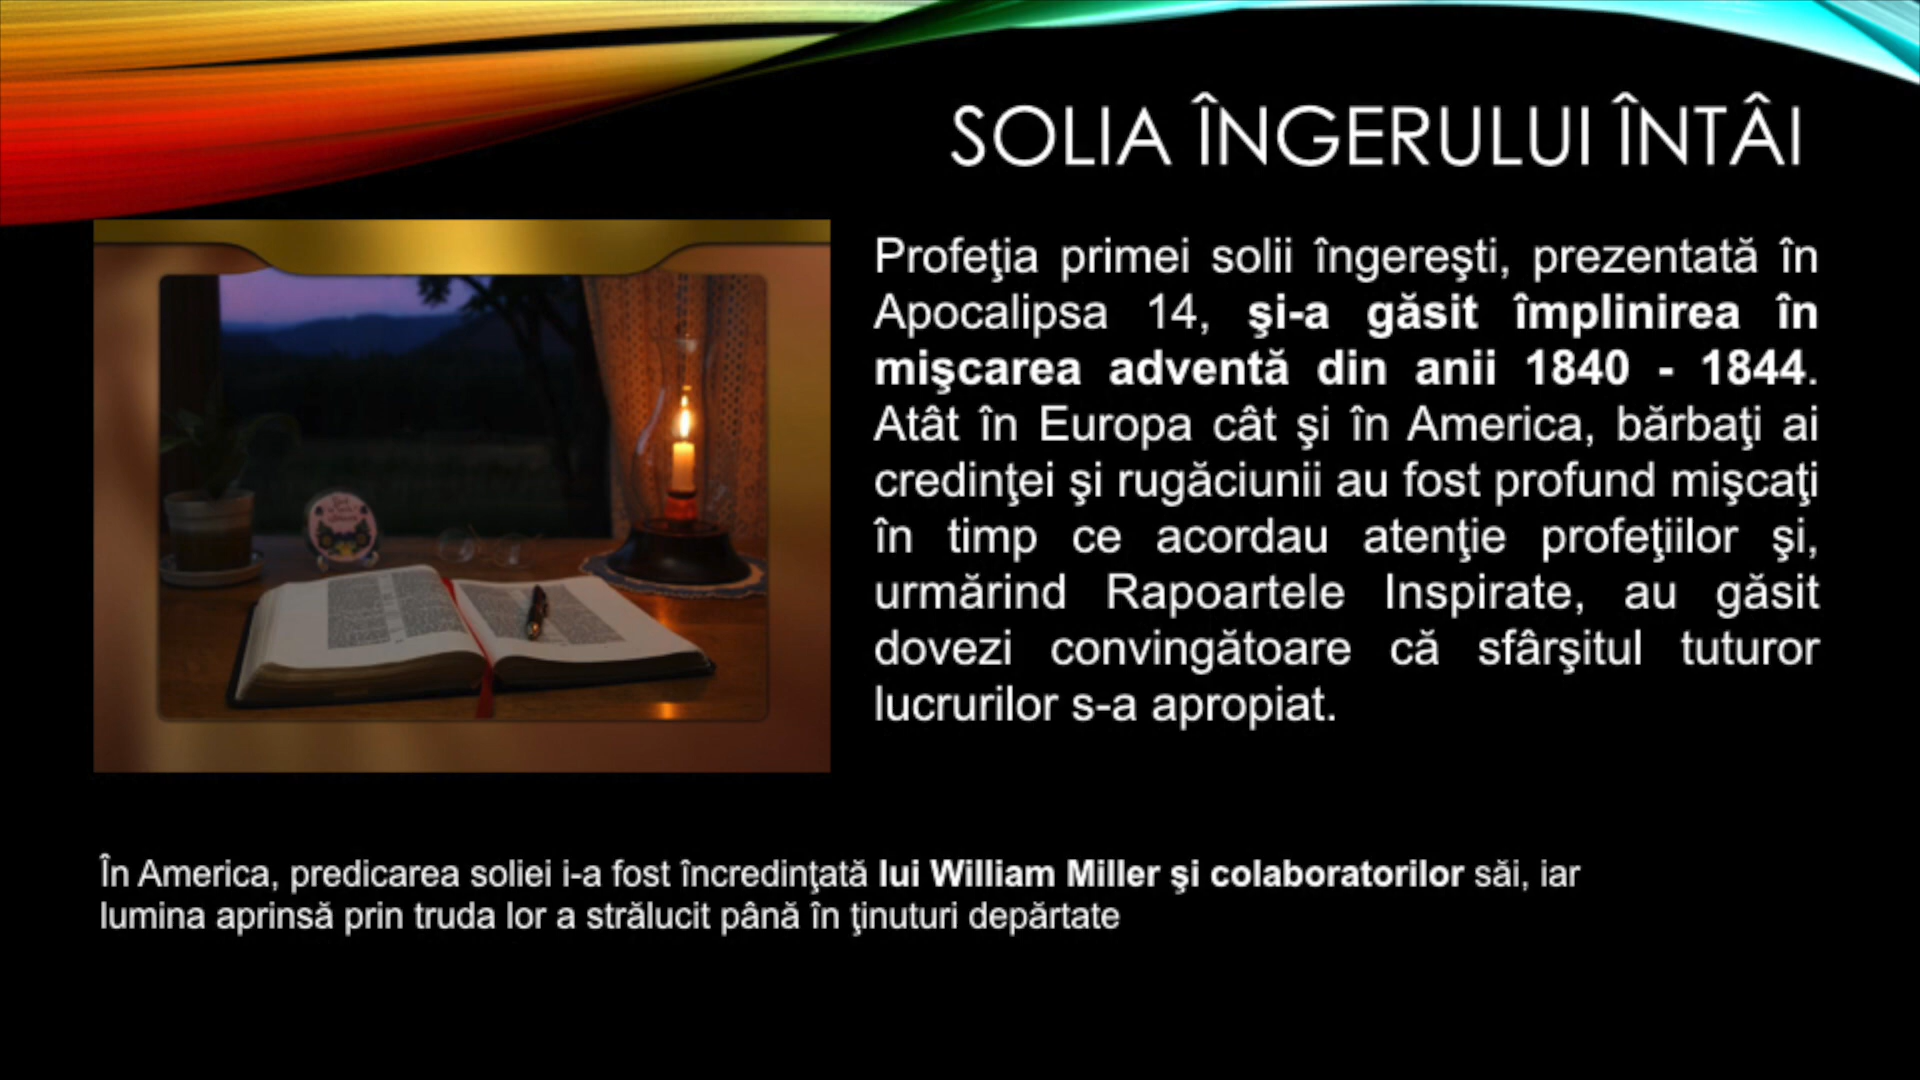 SOLIA ÎNGERULUI ÎNTÂI
Profeţia primei solii îngereşti, prezentată în
Apocalipsa 14, şi-a găsit împlinirea în
mişcarea adventă din anii 1840 - 1844.
Atât în Europa cât şi în America, bărbaţi ai
credinţei şi rugăciunii au fost profund mişcaţi
în timp ce acordau atenţie profeţiilor şi,
urmărind Rapoartele Inspirate, au găsit
dovezi convingătoare că sfârşitul tuturor
lucrurilor s-a apropiat.
În America, predicarea soliei i-a fost încredinţată lui William Miller şi colaboratorilor săi, iar
lumina aprinsă prin truda lor a strălucit până în ţinuturi depărtate